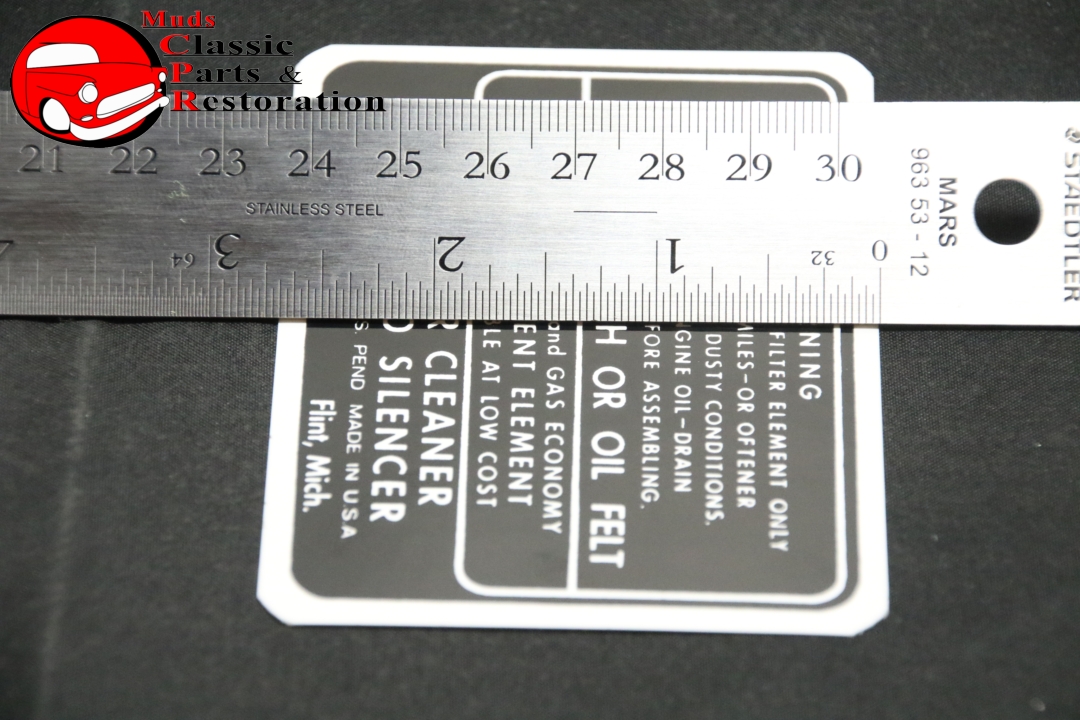 Muds
Classic
Parts &
Restoration
21 22 23 24 25 26 27 28 29 30
STAINLESS STEEL
3 2 1 0
64
32
MARS
963 53 - 12
STAEDTLER
NING
FILTER ELEMENT ONLY
MILES-OR OFTENER
DUSTY CONDITIONS.
GINE OIL-DRAIN
FORE ASSEMBLING.
H OR OIL FELT
and GAS ECONOMY
ENT ELEMENT
LE AT LOW COST
R CLEANER
D SILENCER
S. PEND MADE IN U.S.A
Flint, Mich.